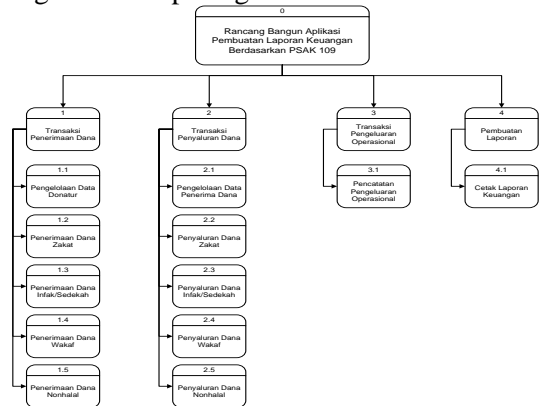 0
Rancang Bangun Aplikasi
Pembuatan Laporan Keuangan
Berdasarkan PSAK 109
1
Transaksi
Penerimaan Dana
2
Transaksi
Penyaluran Dana
3
Transaksi
Pengeluaran
Operasional
4
Pembuatan
Laporan
1.1
Pengelolaan Data
Donatur
2.1
Pengelolaan Data
Penerima Dana
3.1
Pencatatan
Pengeluaran
Operasional
4.1
Cetak Laporan
Keuangan
1.2
Penerimaan Dana
Zakat
2.2
Penyaluran Dana
Zakat
1.3
Penerimaan Dana
Infak/Sedekah
2.3
Penyaluran Dana
Infak/Sedekah
1.4
Penerimaan Dana
Wakaf
2.4
Penyaluran Dana
Wakaf
1.5
Penerimaan Dana
Nonhalal
2.5
Penyaluran Dana
Nonhalal